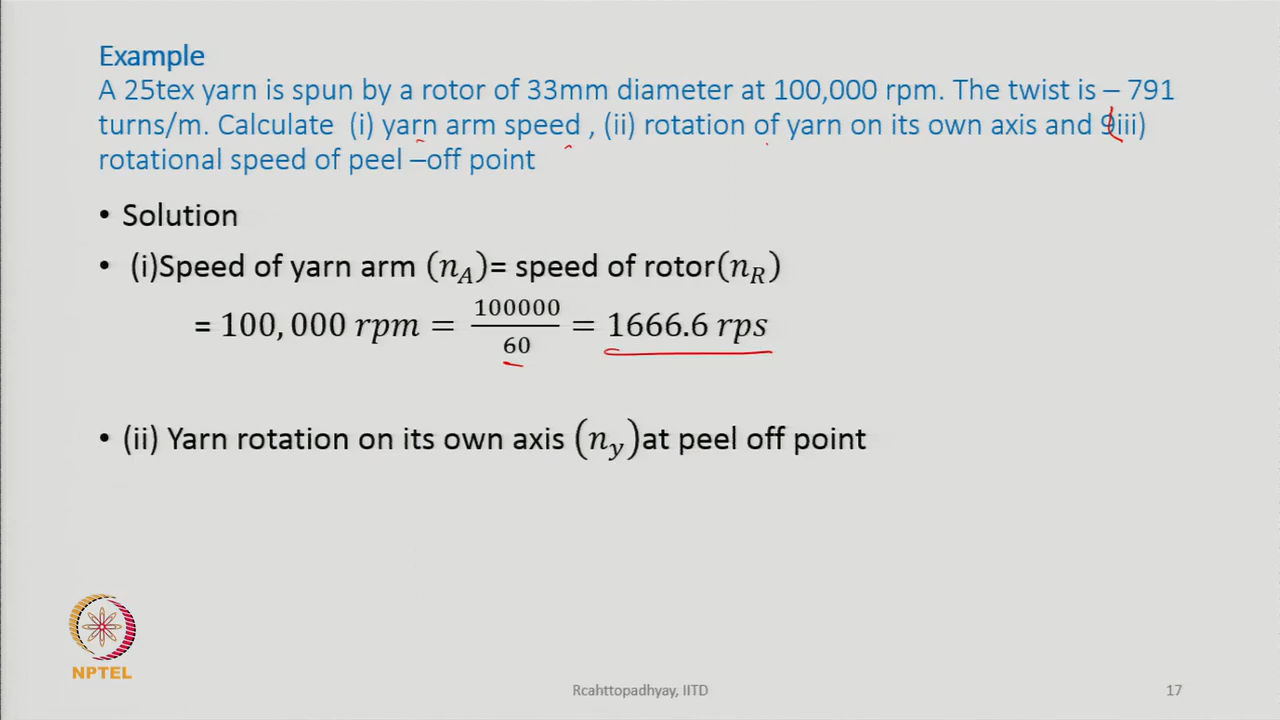 Example
A 25tex yarn is spun by a rotor of 33mm diameter at 100,000 rpm. The twist is – 791
turns/m. Calculate (i) yarn arm speed , (ii) rotation of yarn on its own axis and 9iii)
rotational speed of peel –off point
• Solution
• (i)Speed of yarn arm (n_A)= speed of rotor(n_R)
= 100,000 rpm = 100000/60 = 1666.6 rps
• (ii) Yarn rotation on its own axis (n_y)at peel off point
NPTEL
Rcahttopadhyay, IITD
17